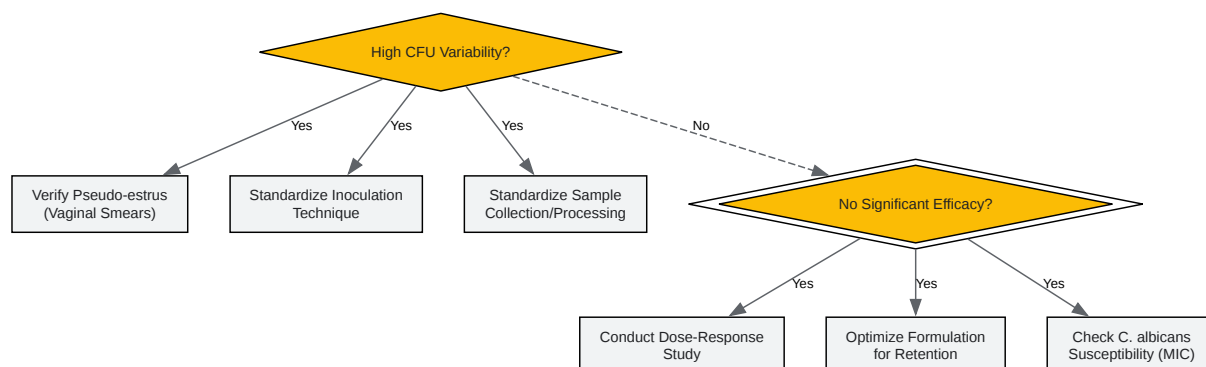 High CFU Variability?
Yes
Yes
Yes
No
Verify Pseudo-estrus
(Vaginal Smears)
Standardize Inoculation
Technique
Standardize Sample
Collection/Processing
No Significant Efficacy?
Yes
Yes
Yes
Conduct Dose-Response
Study
Optimize Formulation
for Retention
Check C. albicans
Susceptibility (MIC)